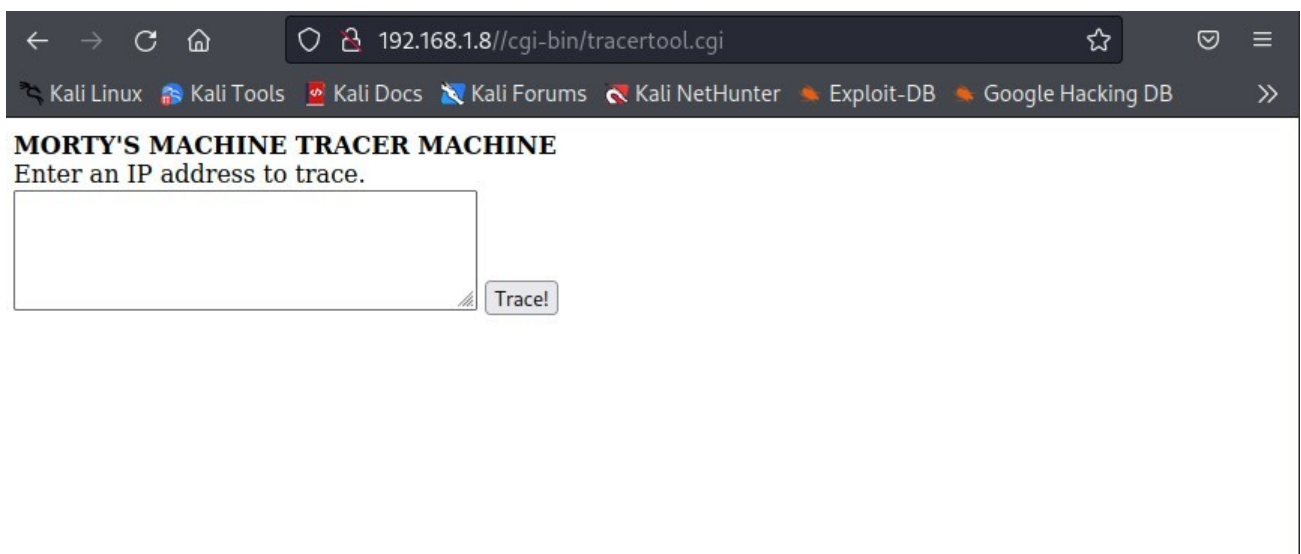 192.168.1.8//cgi-bin/tracertool.cgi
Kali Linux Kali Tools Kali Docs Kali Forums Kali NetHunter Exploit-DB Google Hacking DB
MORTY'S MACHINE TRACER MACHINE
Enter an IP address to trace.
Trace!